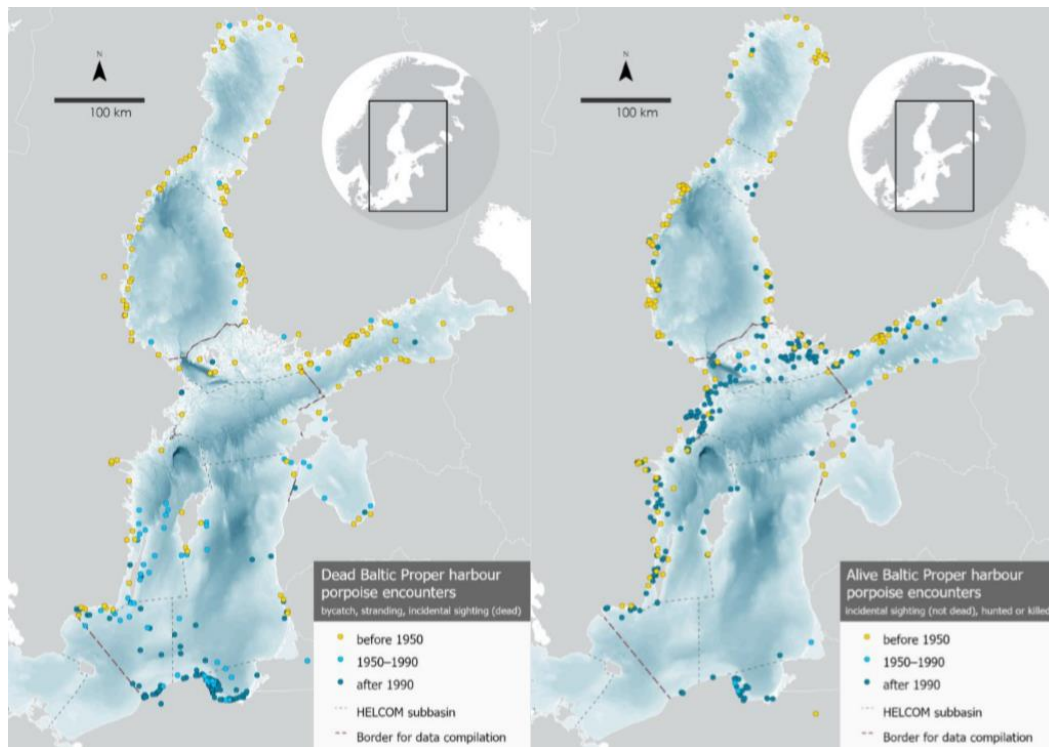 N
100 km
Dead Baltic Proper harbour
porpoise encounters
bycatch, stranding, incidental sighting (dead)
before 1950
1950–1990
after 1990
HELCOM subbasin
Border for data compilation
N
100 km
Alive Baltic Proper harbour
porpoise encounters
incidental sighting (not dead), hunted or killed
before 1950
1950–1990
after 1990
HELCOM subbasin
Border for data compilation